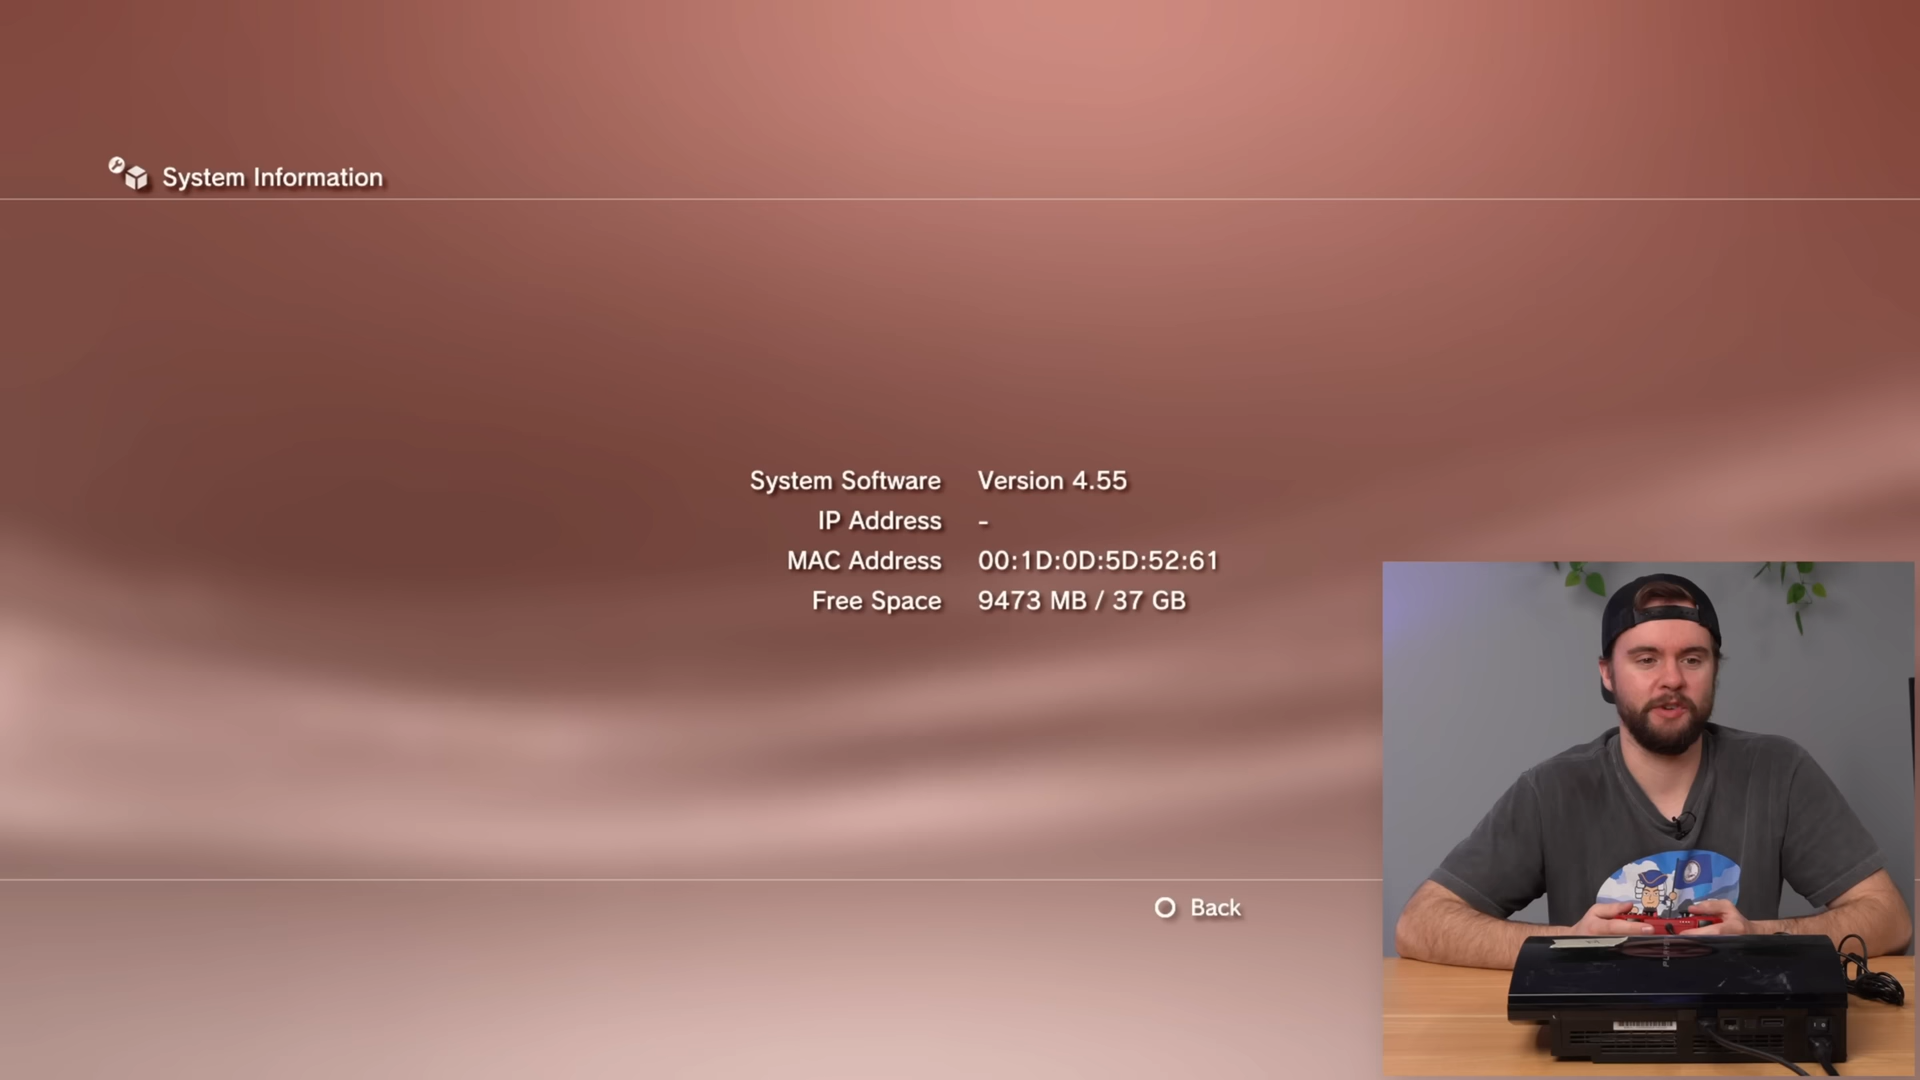 System Information
System Software Version 4.55
IP Address -
MAC Address 00:1D:0D:5D:52:61
Free Space 9473 MB / 37 GB
Back